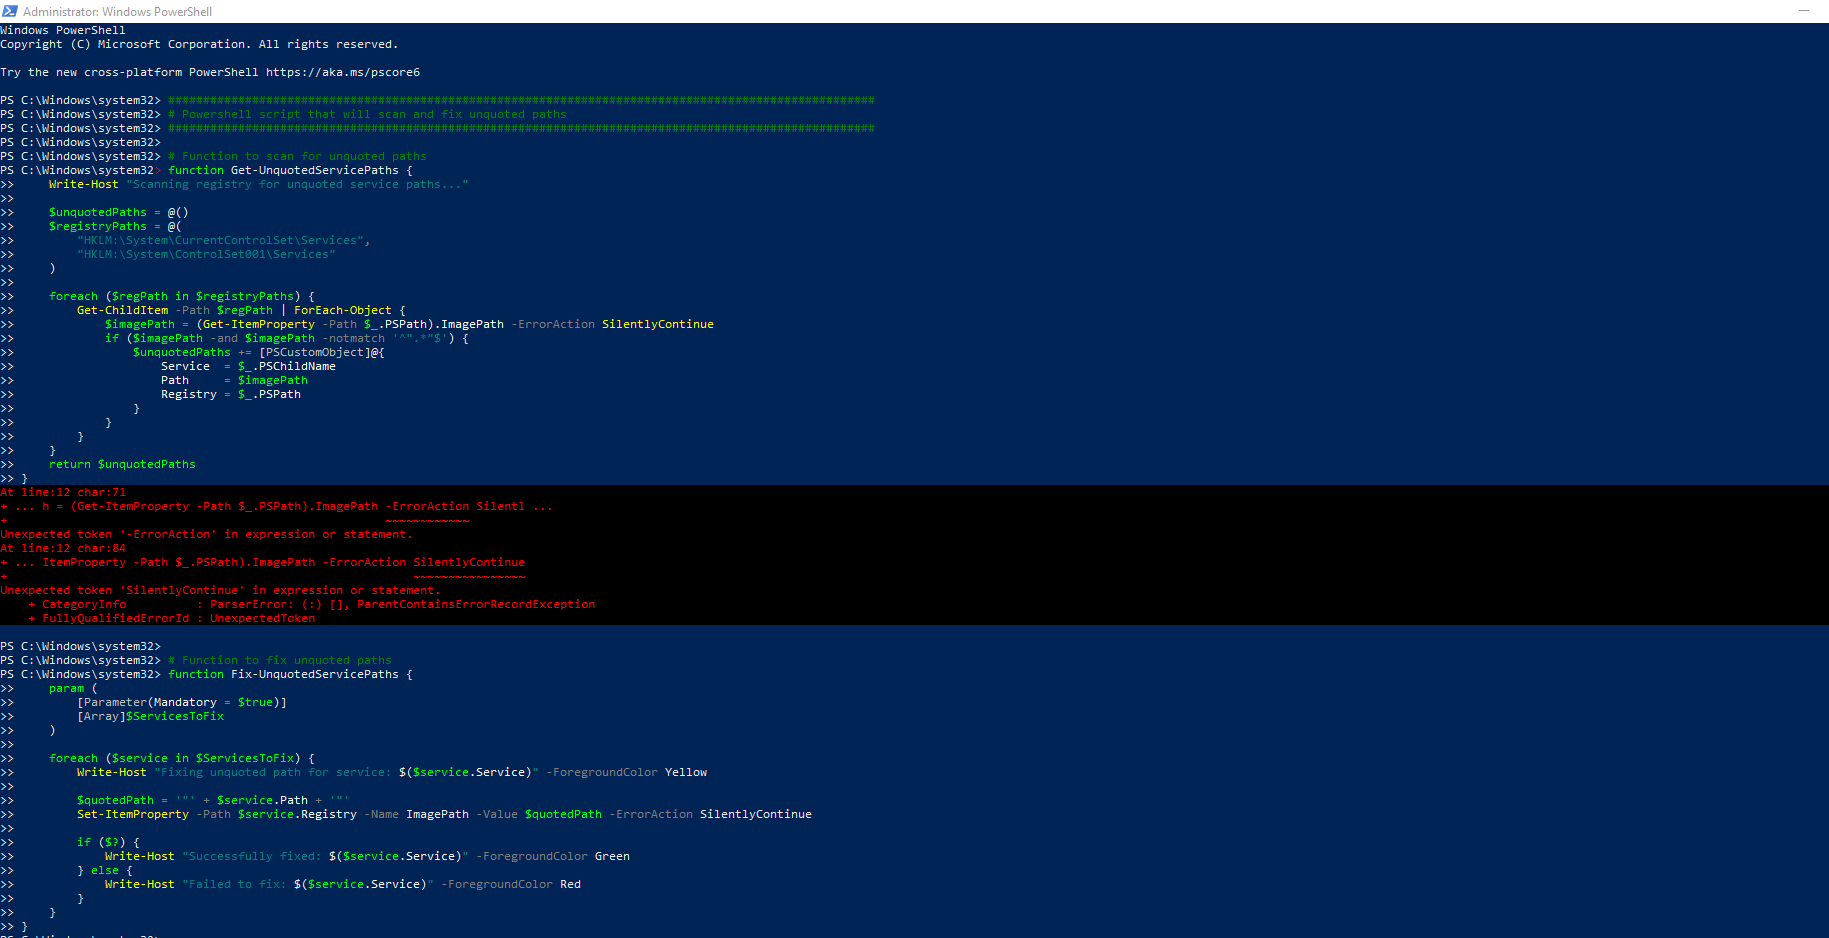 Administrator: Windows PowerShell
Windows PowerShell
Copyright (C) Microsoft Corporation. All rights reserved.
Try the new cross-platform PowerShell https://aka.ms/pscore6
PS C:\Windows\system32> #####################################################################################################
PS C:\Windows\system32> # Powershell script that will scan and fix unquoted paths
PS C:\Windows\system32> #####################################################################################################
PS C:\Windows\system32>
PS C:\Windows\system32> # Function to scan for unquoted paths
PS C:\Windows\system32> function Get-UnquotedServicePaths {
>>     Write-Host "Scanning registry for unquoted service paths..."
>>
>>     $unquotedPaths = @()
>>     $registryPaths = @(
>>         "HKLM:\System\CurrentControlSet\Services",
>>         "HKLM:\System\ControlSet001\Services"
>>     )
>>
>>     foreach ($regPath in $registryPaths) {
>>         Get-ChildItem -Path $regPath | ForEach-Object {
>>             $imagePath = (Get-ItemProperty -Path $_.PSPath).ImagePath -ErrorAction SilentlyContinue
>>             if ($imagePath -and $imagePath -notmatch '^".*"$') {
>>                 $unquotedPaths += [PSCustomObject]@{
>>                     Service  = $_.PSChildName
>>                     Path     = $imagePath
>>                     Registry = $_.PSPath
>>                 }
>>             }
>>         }
>>     }
>>     return $unquotedPaths
>> }
At line:12 char:71
+ ... h = (Get-ItemProperty -Path $_.PSPath).ImagePath -ErrorAction Silentl ...
+                                                      ~~~~~~~~~~~~
Unexpected token '-ErrorAction' in expression or statement.
At line:12 char:84
+ ... ItemProperty -Path $_.PSPath).ImagePath -ErrorAction SilentlyContinue
+                                                          ~~~~~~~~~~~~~~~~
Unexpected token 'SilentlyContinue' in expression or statement.
    + CategoryInfo          : ParserError: (:) [], ParentContainsErrorRecordException
    + FullyQualifiedErrorId : UnexpectedToken
PS C:\Windows\system32>
PS C:\Windows\system32> # Function to fix unquoted paths
PS C:\Windows\system32> function Fix-UnquotedServicePaths {
>>     param (
>>         [Parameter(Mandatory = $true)]
>>         [Array]$ServicesToFix
>>     )
>>
>>     foreach ($service in $ServicesToFix) {
>>         Write-Host "Fixing unquoted path for service: $($service.Service)" -ForegroundColor Yellow
>>
>>         $quotedPath = '"' + $service.Path + '"'
>>         Set-ItemProperty -Path $service.Registry -Name ImagePath -Value $quotedPath -ErrorAction SilentlyContinue
>>
>>         if ($?) {
>>             Write-Host "Successfully fixed: $($service.Service)" -ForegroundColor Green
>>         } else {
>>             Write-Host "Failed to fix: $($service.Service)" -ForegroundColor Red
>>         }
>>     }
>> }